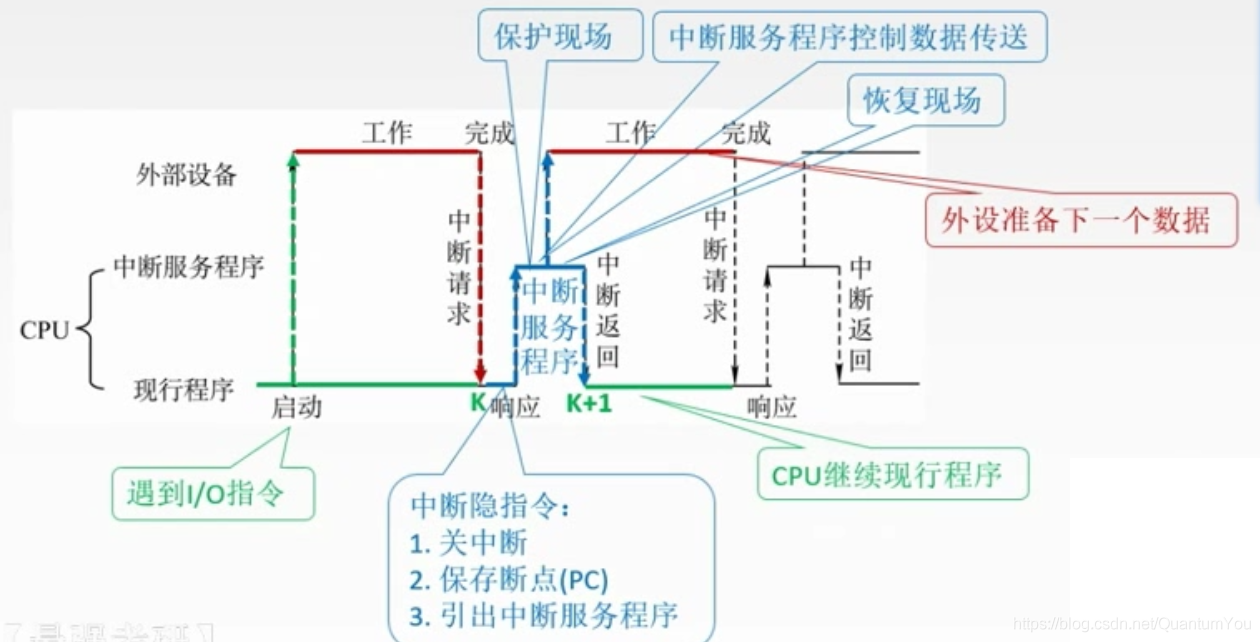 保护现场
中断服务程序控制数据传送
恢复现场
工作
完成
工作
完成
外部设备
中断请求
中断请求
外设准备下一个数据
中断服务程序
中断
服务
程序
中断返回
中断返回
CPU
现行程序
启动
K
响应
K+1
响应
遇到I/O指令
CPU继续现行程序
中断隐指令：
1. 关中断
2. 保存断点(PC)
3. 引出中断服务程序
https://blog.csdn.net/QuantumYou